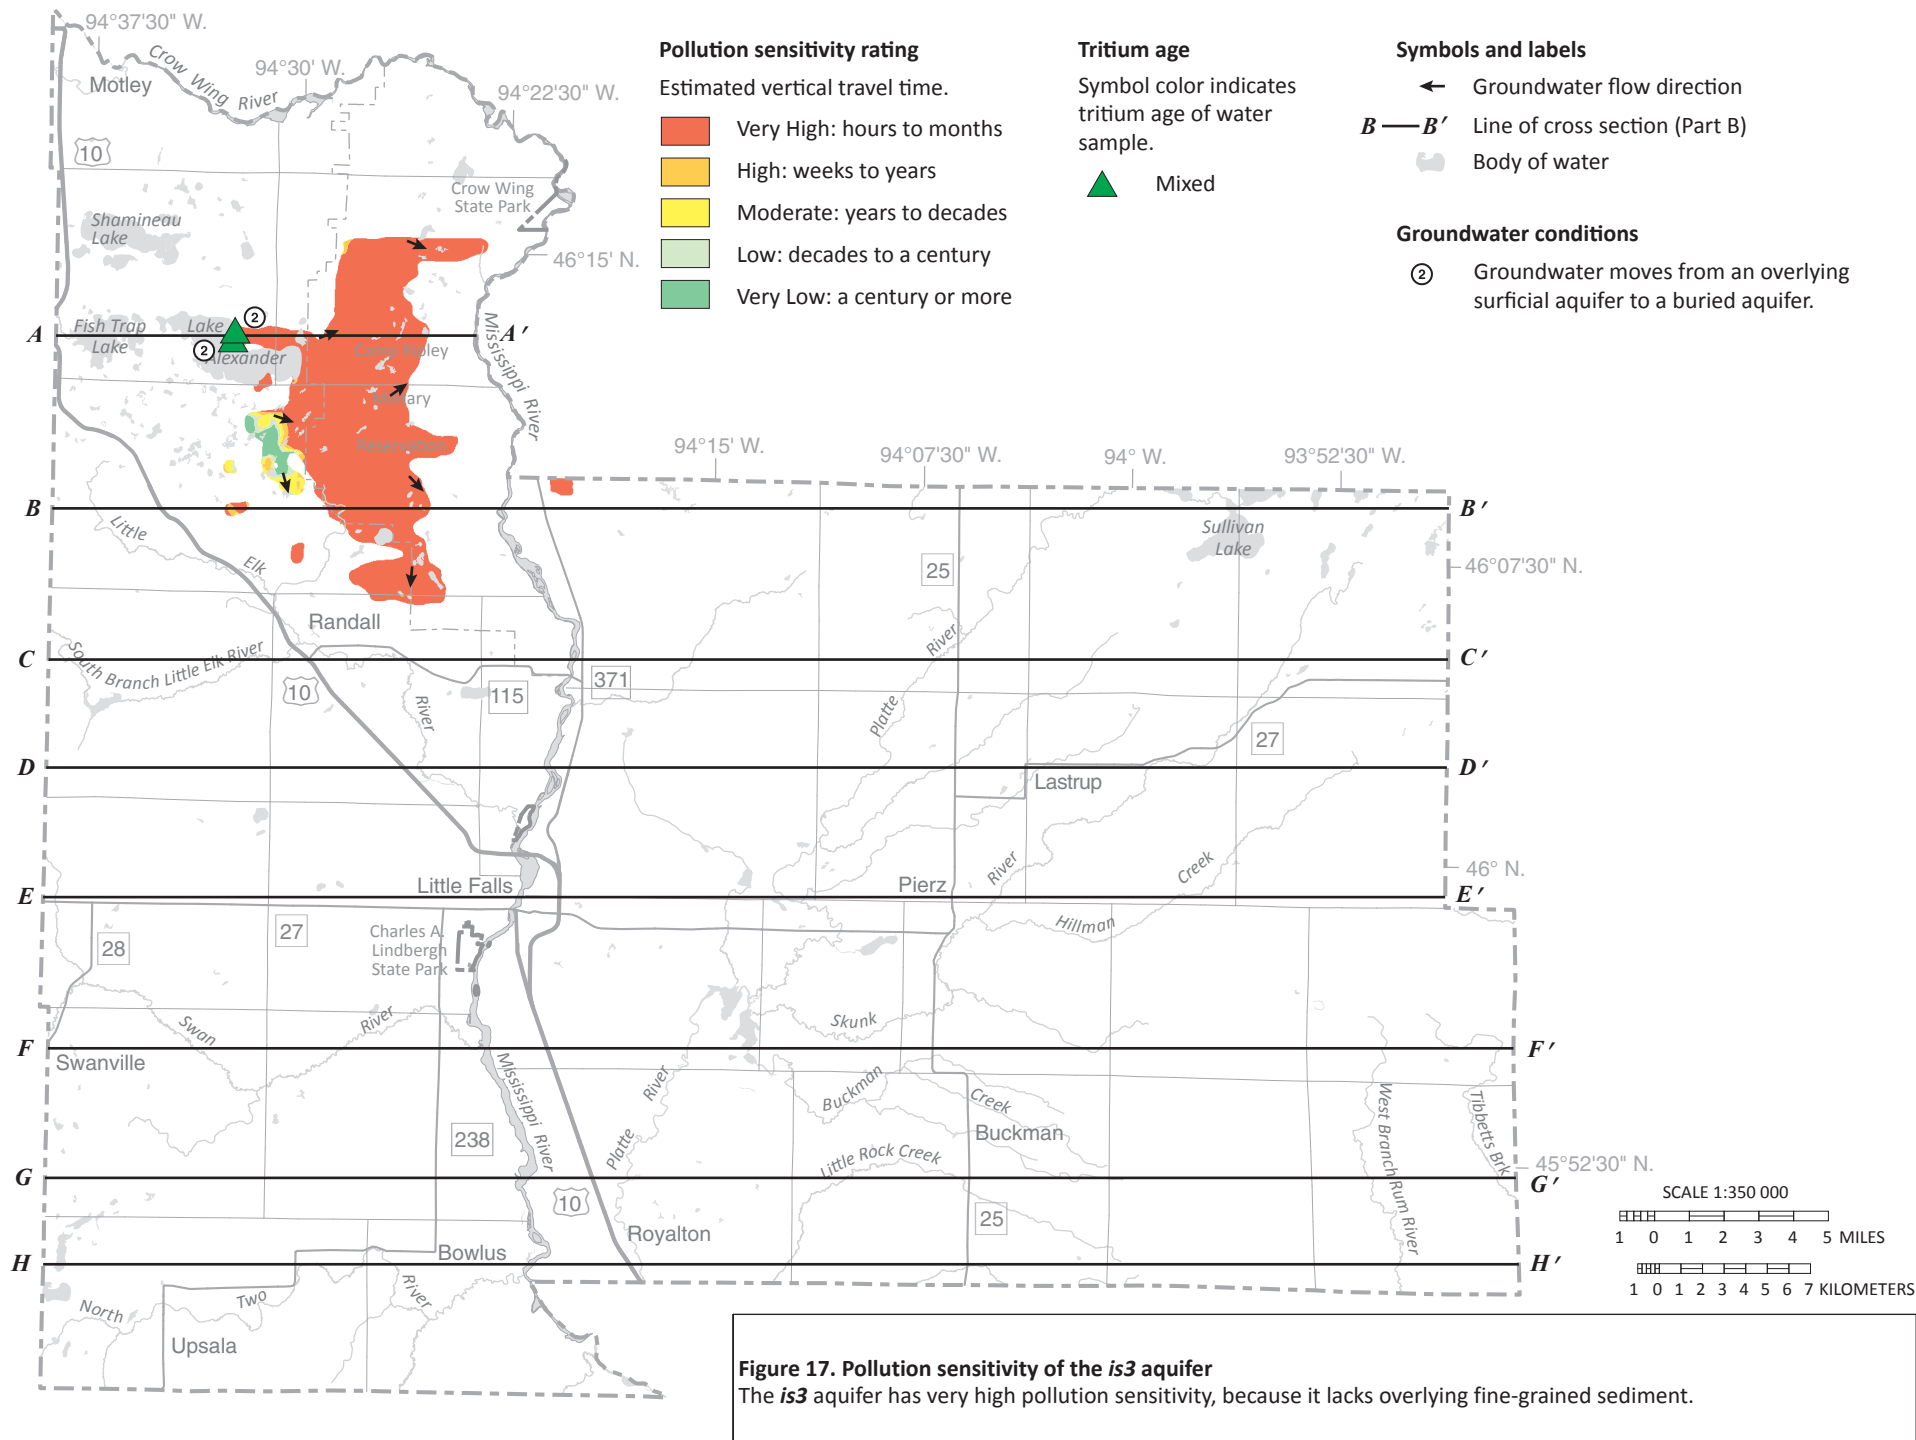 94°37'30" W.
94°30' W.
94°22'30" W.
Crow Wing River
Motley
10
Crow Wing
State Park
Shamineau
Lake
46°15' N.
Pollution sensitivity rating
Estimated vertical travel time.
Very High: hours to months
High: weeks to years
Moderate: years to decades
Low: decades to a century
Very Low: a century or more
Tritium age
Symbol color indicates
tritium age of water
sample.
Mixed
Symbols and labels
Groundwater flow direction
B B′ Line of cross section (Part B)
Body of water
Groundwater conditions
2 Groundwater moves from an overlying
surficial aquifer to a buried aquifer.
2
A A′
Fish Trap
Lake
Lake
Alexander
2
Camp Ripley
Military
Reservation
Mississippi River
94°15' W.
94°07'30" W.
94° W.
93°52'30" W.
B B′
Little
Elk
Sullivan
Lake
25
46°07'30" N.
Randall
River
C C′
South Branch Little Elk River
10
115
371
River
Platte
27
D D′
Lastrup
River
Creek
46° N.
Little Falls
Pierz
E E′
28
27
Charles A.
Lindbergh
State Park
Hillman
Swan
River
Skunk
F F′
Swanville
Mississippi River
River
Platte
Buckman
Creek
Buckman
West Branch Rum River
Tibbetts Brk
238
Little Rock Creek
45°52'30" N.
G G′
10
25
Royalton
Bowlus
H H′
North
Two
River
Upsala
SCALE 1:350 000
1 0 1 2 3 4 5 MILES
1 0 1 2 3 4 5 6 7 KILOMETERS
Figure 17. Pollution sensitivity of the is3 aquifer
The is3 aquifer has very high pollution sensitivity, because it lacks overlying fine-grained sediment.